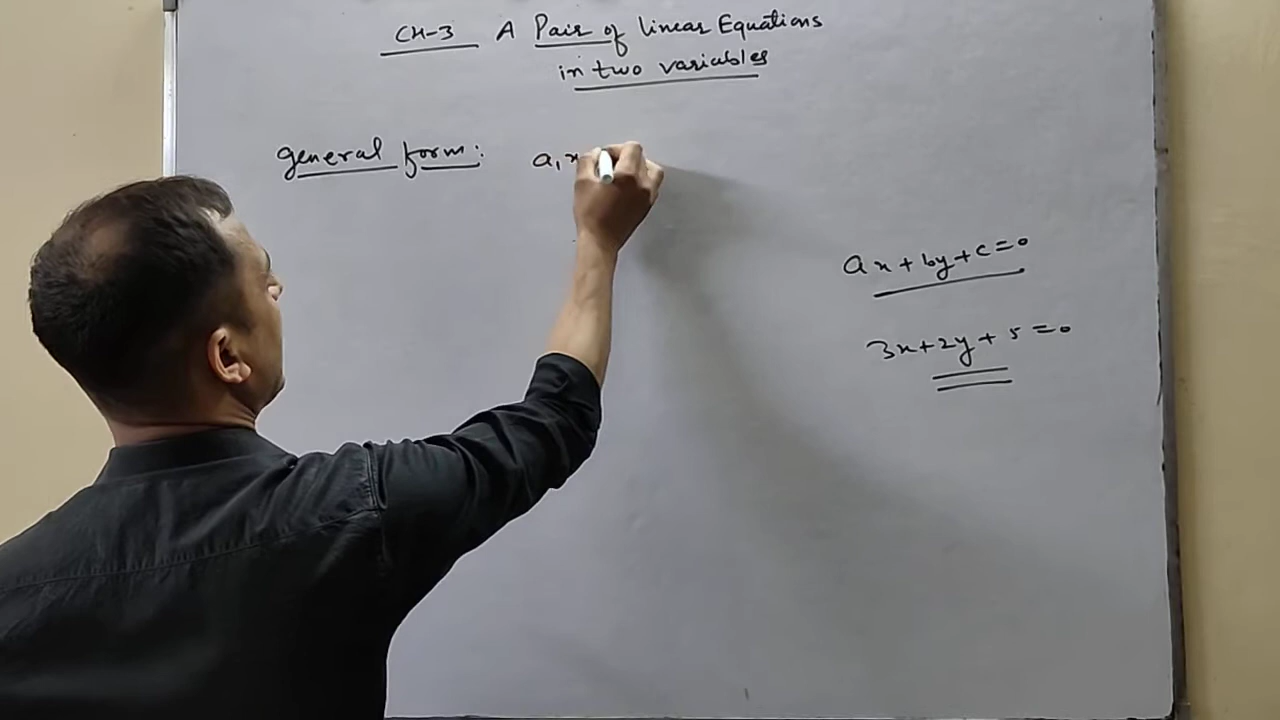 CH-3 A Pair of linear Equations
in two variables
general form: a₁x
ax+by+c=0
3x+2y+5=0